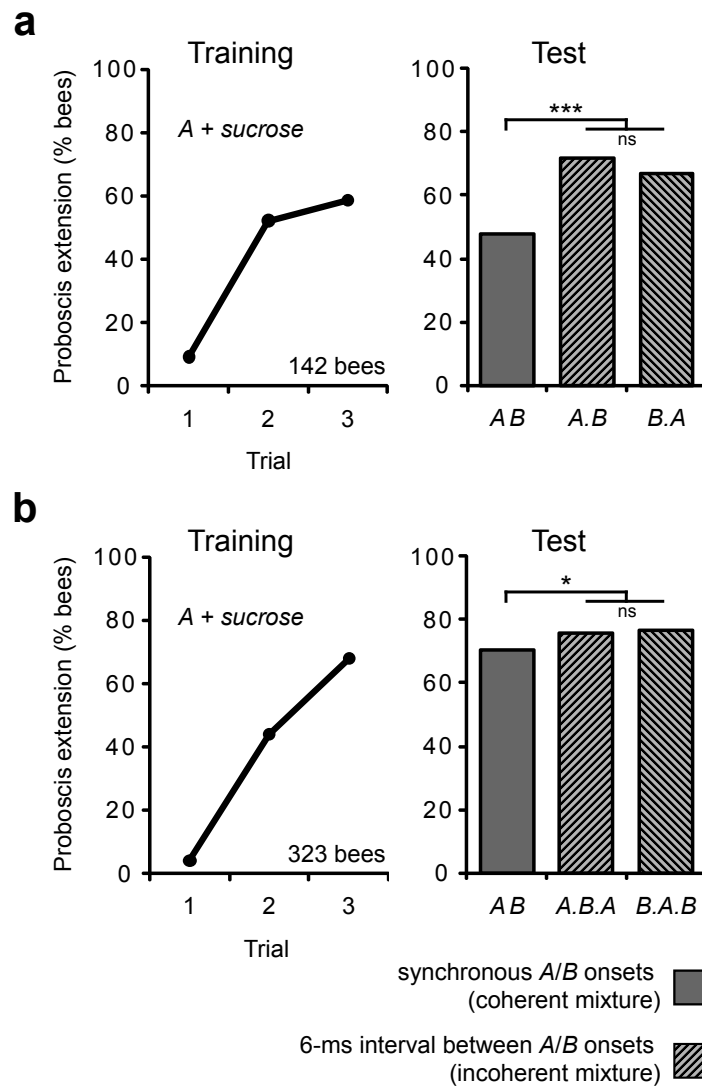 a
Training
Test
Proboscis extension (% bees)
100
80
60
40
20
0
A + sucrose
142 bees
1 2 3
Trial
100
80
60
40
20
0
***
ns
AB A.B B.A
b
Training
Test
Proboscis extension (% bees)
100
80
60
40
20
0
A + sucrose
323 bees
1 2 3
Trial
100
80
60
40
20
0
*
ns
AB A.B.A B.A.B
synchronous A/B onsets
(coherent mixture)
6-ms interval between A/B onsets
(incoherent mixture)